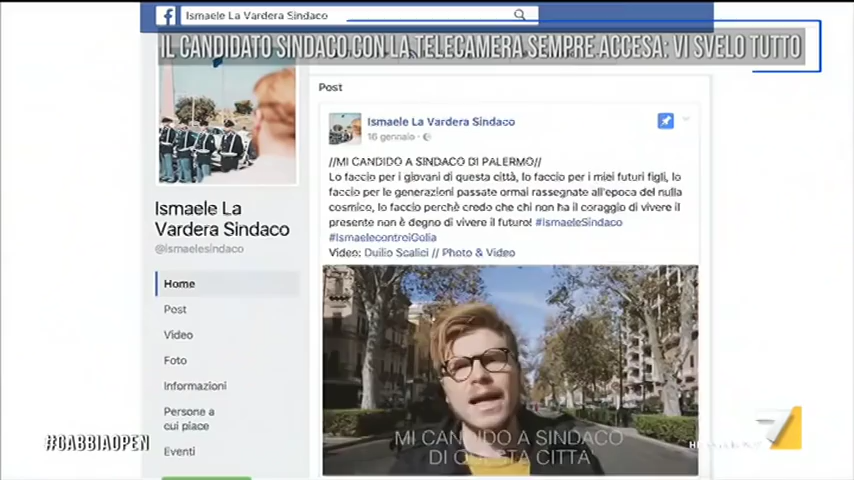 Ismaele La Vardera Sindaco
IL CANDIDATO SINDACO CON LA TELECAMERA SEMPRE ACCESA: VI SVELO TUTTO
Post
Ismaele La Vardera Sindaco
16 gennaio
//MI CANDIDO A SINDACO DI PALERMO//
Lo faccio per i giovani di questa città, lo faccio per i miei futuri figli, lo
faccio per le generazioni passate ormai rassegnate all'epoca del nulla
cosmico, lo faccio perchè credo che chi non ha il coraggio di vivere il
presente non è degno di vivere il futuro! #IsmaeleSindaco
#IsmaelecontroiGolia
Video: Duilio Scalici // Photo & Video
MI CANDIDO A SINDACO
DI QUESTA CITTÀ
Ismaele La
Vardera Sindaco
@ismaelesindaco
Home
Post
Video
Foto
Informazioni
Persone a
cui piace
Eventi
#GABBIAOPEN